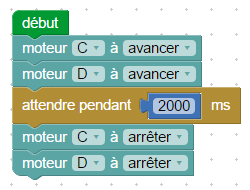 début
moteur C à avancer
moteur D à avancer
attendre pendant 2000 ms
moteur C à arrêter
moteur D à arrêter